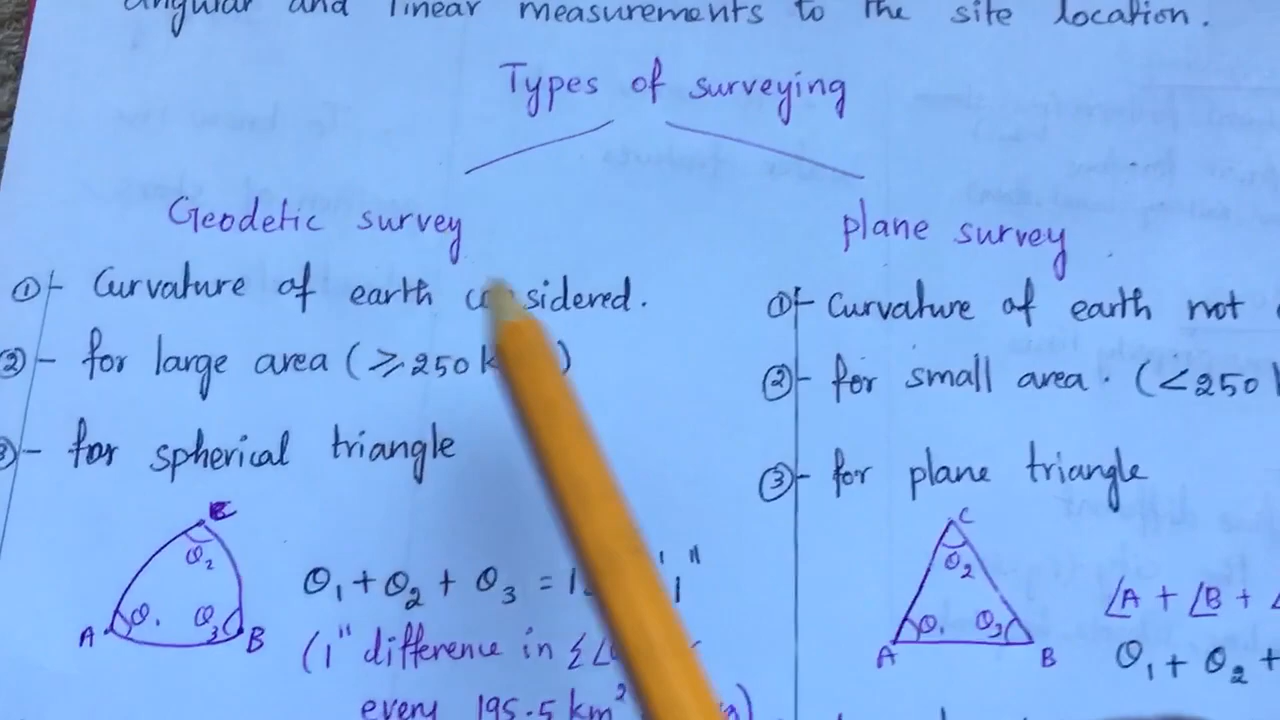 angular and linear measurements to the site location.
Types of surveying
Geodetic survey
①- Curvature of earth considered.
②- for large area (≥250 k )
- for spherical triangle
C
θ₂
θ₁ θ₃
A B
θ₁ + θ₂ + θ₃ = 1 ' 1"
(1" difference in
every 195.5 km²
plane survey
①- Curvature of earth not
②- for small area. (<250
③- for plane triangle
C
θ₂
θ₁ θ₃
A B
∠A + ∠B +
θ₁ + θ₂ +